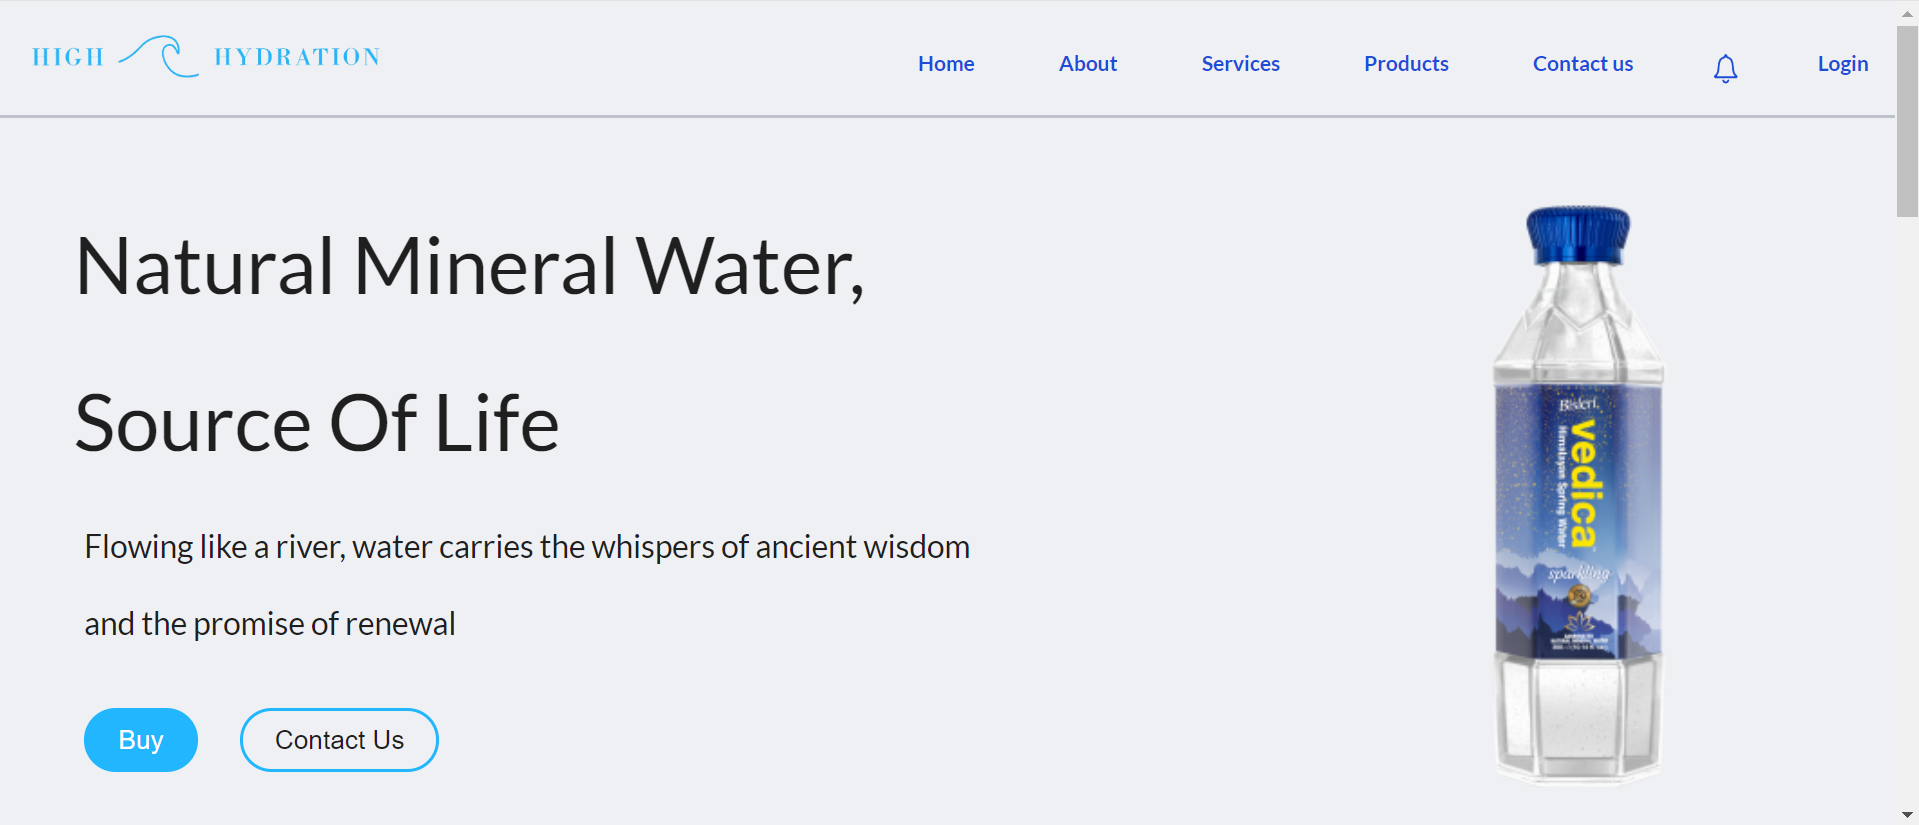 HIGH HYDRATION
Home About Services Products Contact us Login
Natural Mineral Water,
Source Of Life
Flowing like a river, water carries the whispers of ancient wisdom
and the promise of renewal
Buy Contact Us
Bisleri
vedica
Himalayan Spring Water
sparkling